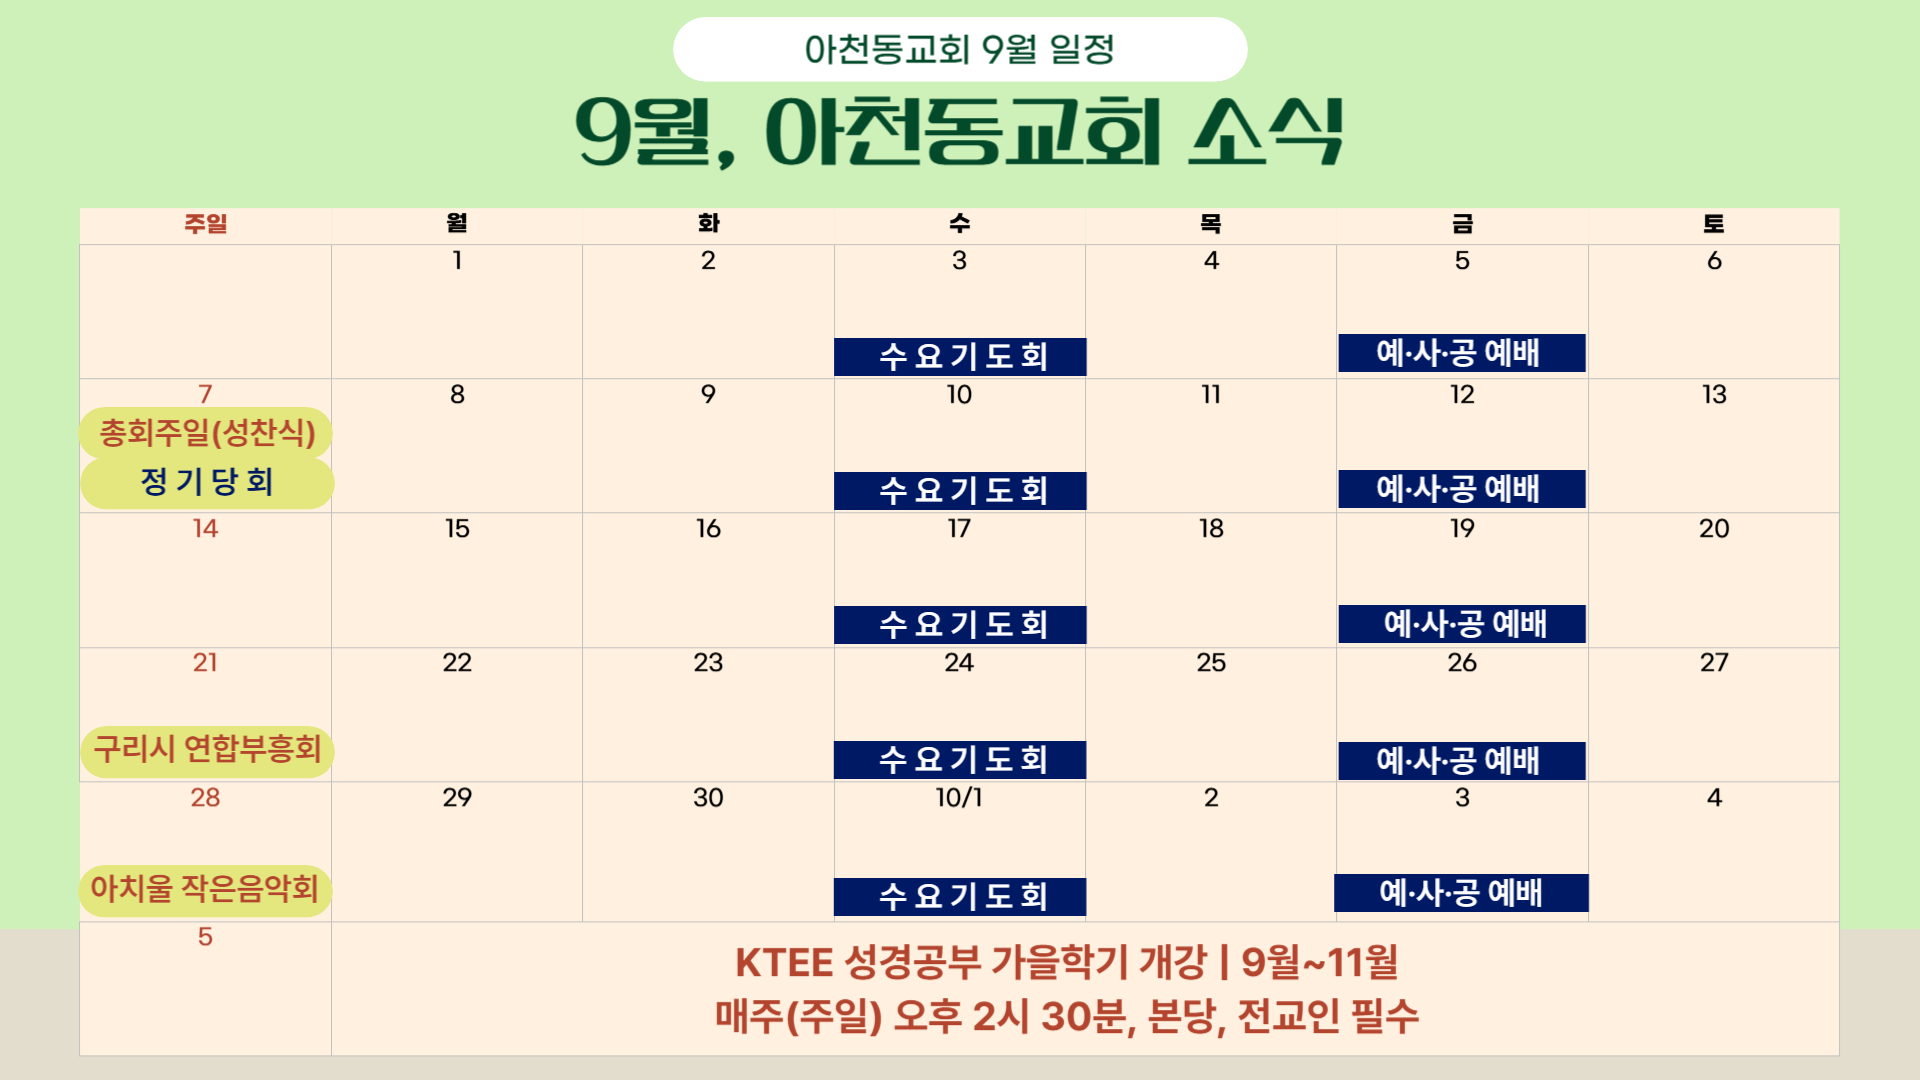 아천동교회 9월 일정
9월, 아천동교회 소식
주일 월 화 수 목 금 토
1 2 3 4 5 6
수요기도회 예·사·공 예배
7 8 9 10 11 12 13
총회주일(성찬식)
정기당회 수요기도회 예·사·공 예배
14 15 16 17 18 19 20
수요기도회 예·사·공 예배
21 22 23 24 25 26 27
구리시 연합부흥회 수요기도회 예·사·공 예배
28 29 30 10/1 2 3 4
아치울 작은음악회 수요기도회 예·사·공 예배
5
KTEE 성경공부 가을학기 개강 | 9월~11월
매주(주일) 오후 2시 30분, 본당, 전교인 필수